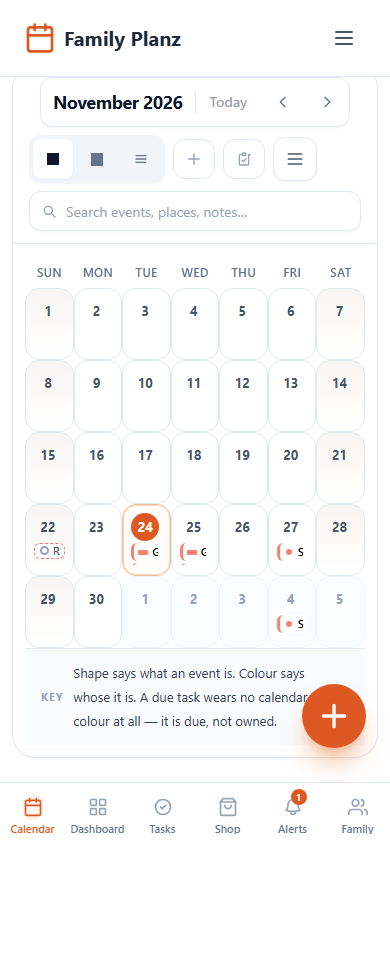 Family Planz
November 2026 Today
Search events, places, notes...
SUN MON TUE WED THU FRI SAT
1 2 3 4 5 6 7
8 9 10 11 12 13 14
15 16 17 18 19 20 21
22 23 24 25 26 27 28
R G G S
29 30 1 2 3 4 5
S
KEY
Shape says what an event is. Colour says
whose it is. A due task wears no calendar
colour at all — it is due, not owned.
1
Calendar Dashboard Tasks Shop Alerts Family